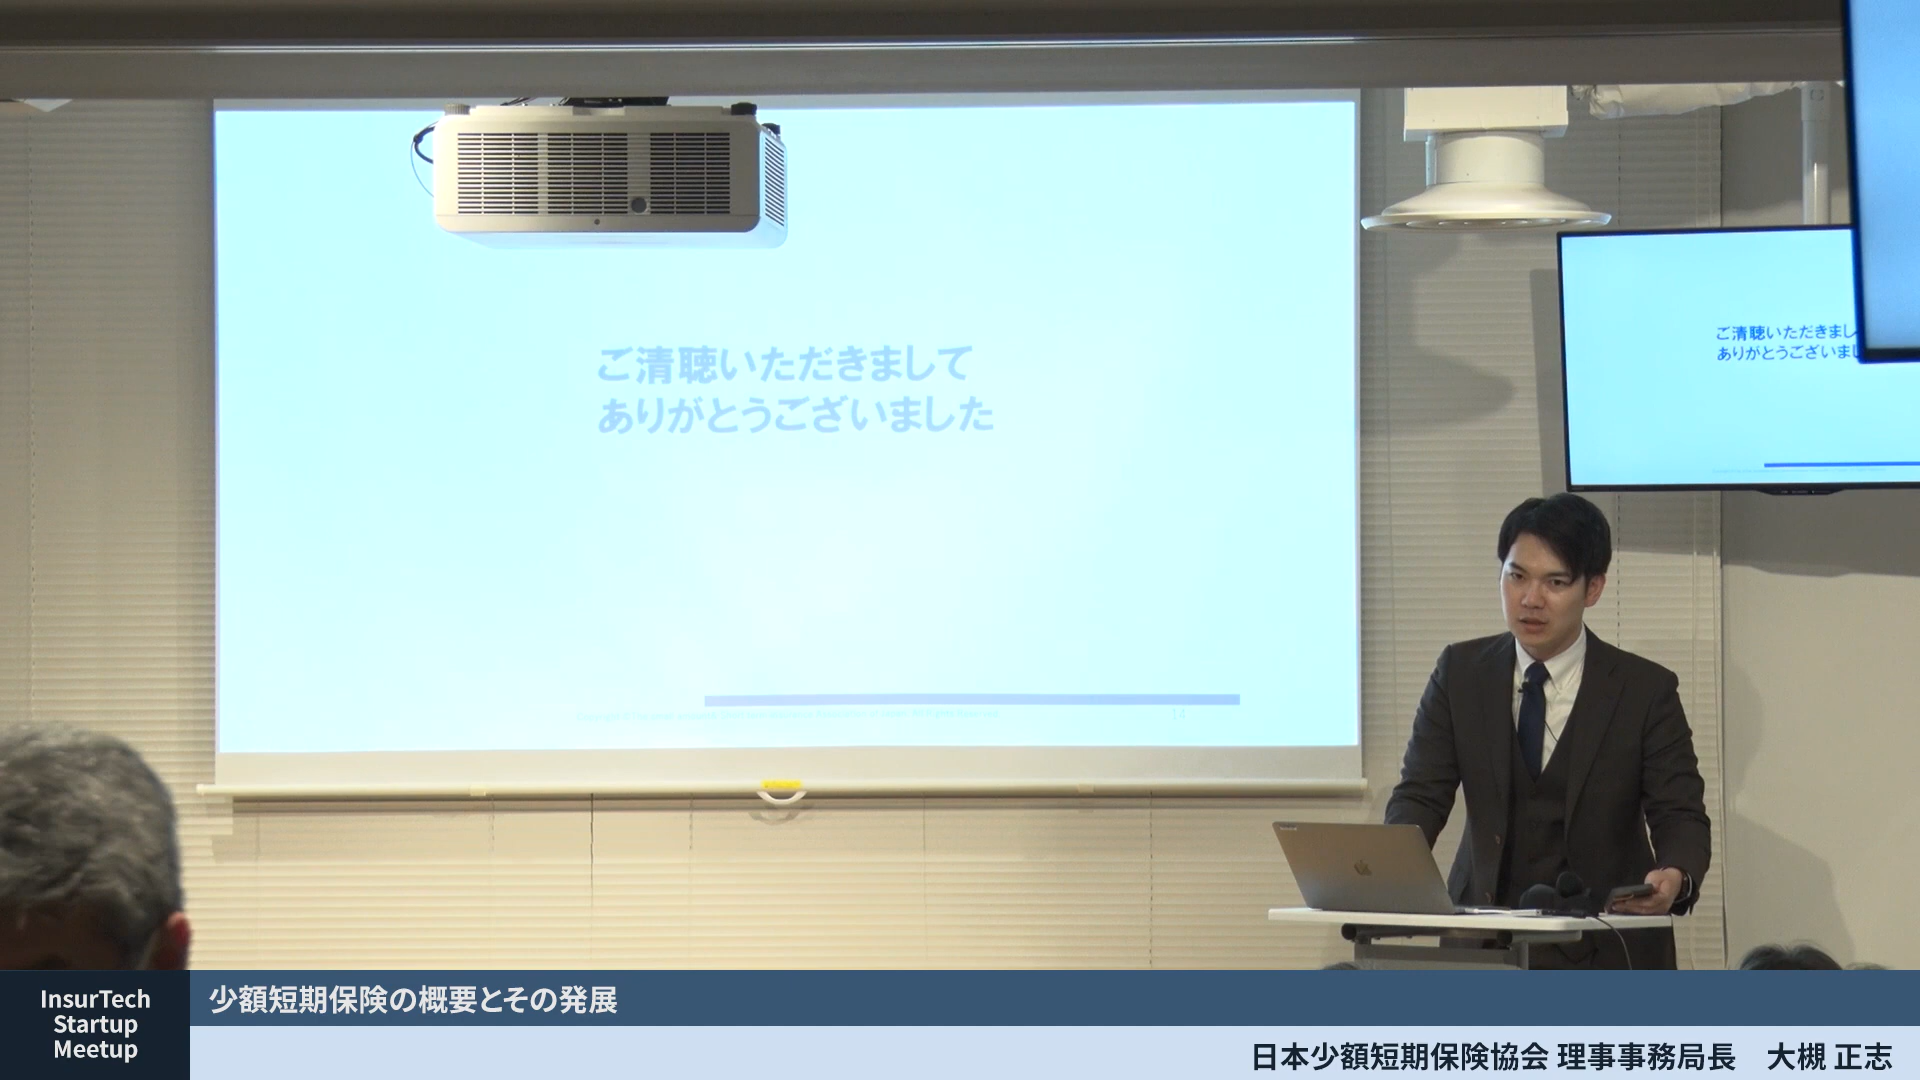 ご清聴いただきまして
ありがとうございました
14
ご清聴いただきまし
ありがとうございまし
InsurTech
Startup
Meetup
少額短期保険の概要とその発展
日本少額短期保険協会 理事事務局長 大槻 正志